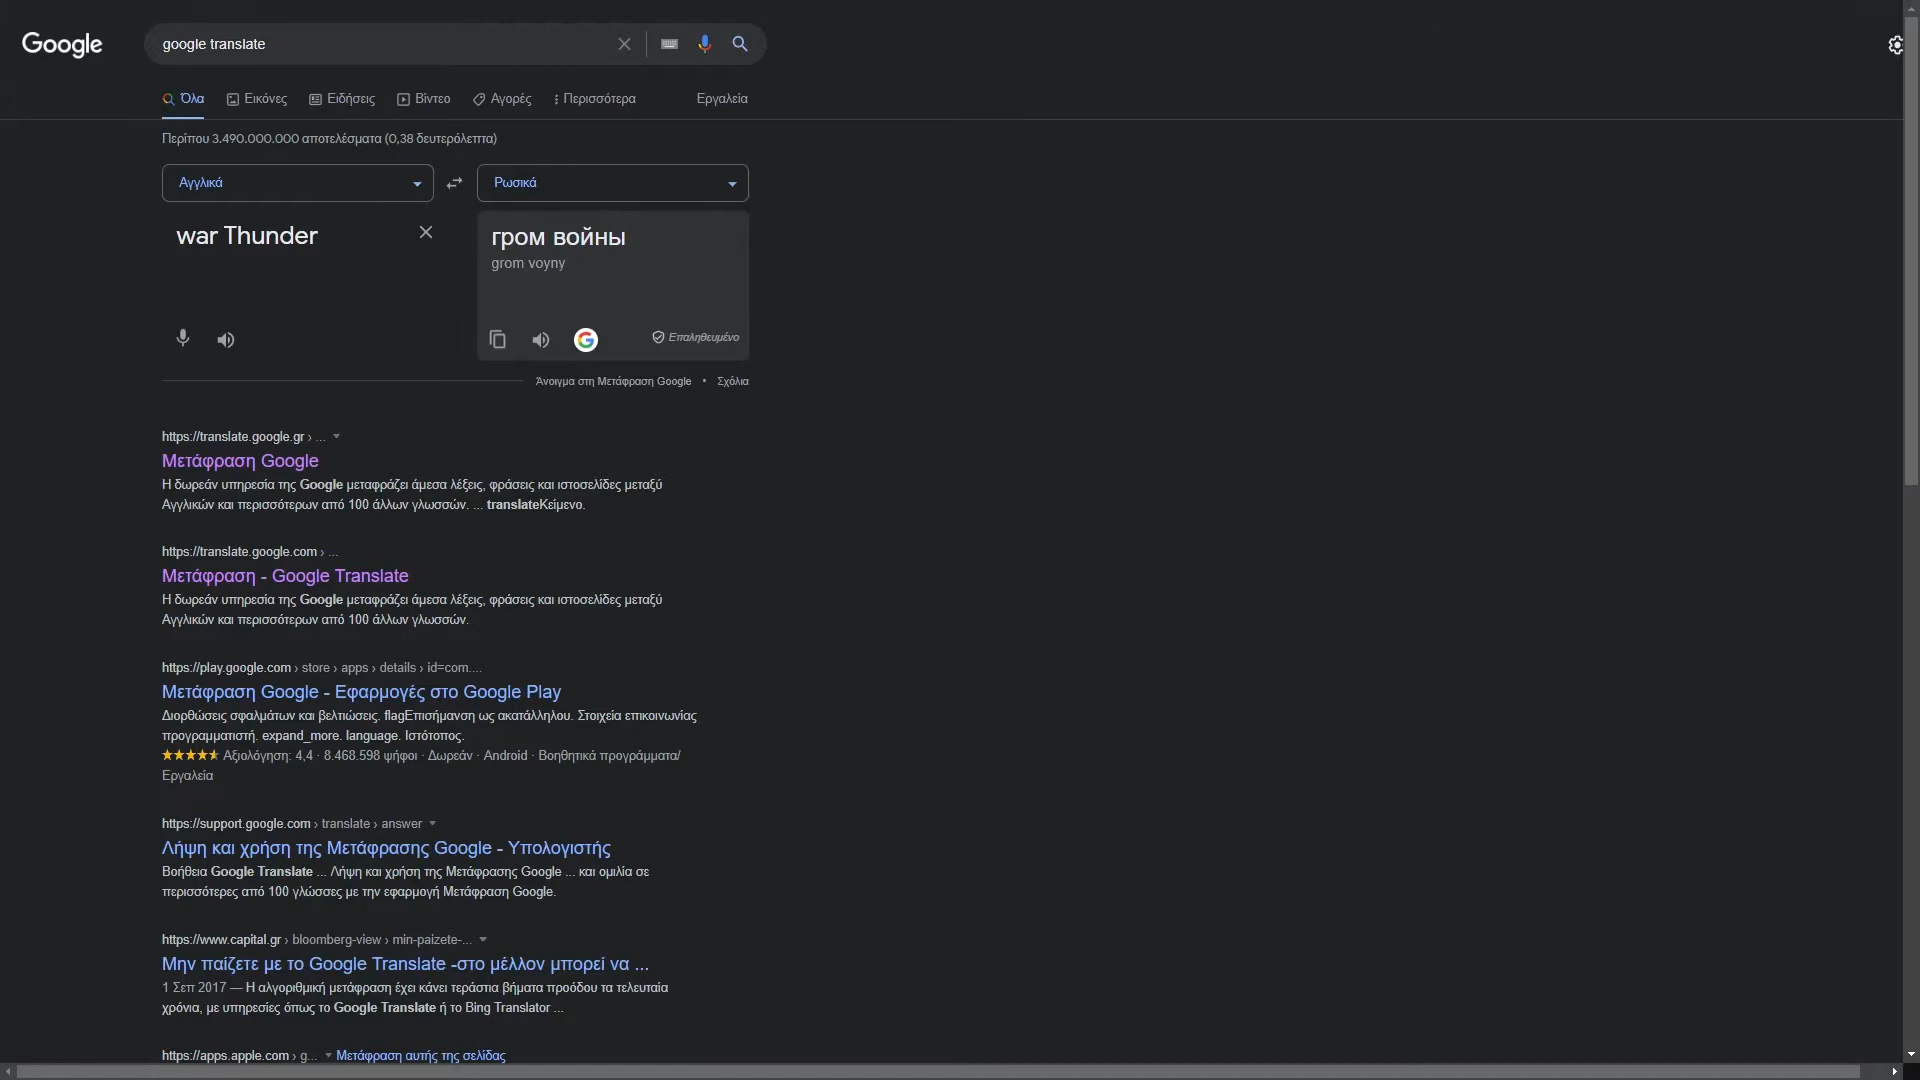 Google
google translate
Όλα
Εικόνες
Ειδήσεις
Βίντεο
Αγορές
Περισσότερα
Εργαλεία
Περίπου 3.490.000.000 αποτελέσματα (0,38 δευτερόλεπτα)
Αγγλικά
Ρωσικά
war Thunder
гром войны
grom voyny
Επαληθευμένο
Άνοιγμα στη Μετάφραση Google • Σχόλια
https://translate.google.gr › ...
Μετάφραση Google
Η δωρεάν υπηρεσία της Google μεταφράζει άμεσα λέξεις, φράσεις και ιστοσελίδες μεταξύ
Αγγλικών και περισσότερων από 100 άλλων γλωσσών. ... translateΚείμενο.
https://translate.google.com › ...
Μετάφραση - Google Translate
Η δωρεάν υπηρεσία της Google μεταφράζει άμεσα λέξεις, φράσεις και ιστοσελίδες μεταξύ
Αγγλικών και περισσότερων από 100 άλλων γλωσσών.
https://play.google.com › store › apps › details › id=com....
Μετάφραση Google - Εφαρμογές στο Google Play
Διορθώσεις σφαλμάτων και βελτιώσεις. flagΕπισήμανση ως ακατάλληλου. Στοιχεία επικοινωνίας
προγραμματιστή. expand_more. language. Ιστότοπος.
Αξιολόγηση: 4,4 · 8.468.598 ψήφοι · Δωρεάν · Android · Βοηθητικά προγράμματα/
Εργαλεία
https://support.google.com › translate › answer
Λήψη και χρήση της Μετάφρασης Google - Υπολογιστής
Βοήθεια Google Translate ... Λήψη και χρήση της Μετάφρασης Google ... και ομιλία σε
περισσότερες από 100 γλώσσες με την εφαρμογή Μετάφραση Google.
https://www.capital.gr › bloomberg-view › min-paizete-...
Μην παίζετε με το Google Translate -στο μέλλον μπορεί να ...
1 Σεπ 2017 — Η αλγοριθμική μετάφραση έχει κάνει τεράστια βήματα προόδου τα τελευταία
χρόνια, με υπηρεσίες όπως το Google Translate ή το Bing Translator ...
https://apps.apple.com › g... Μετάφραση αυτής της σελίδας